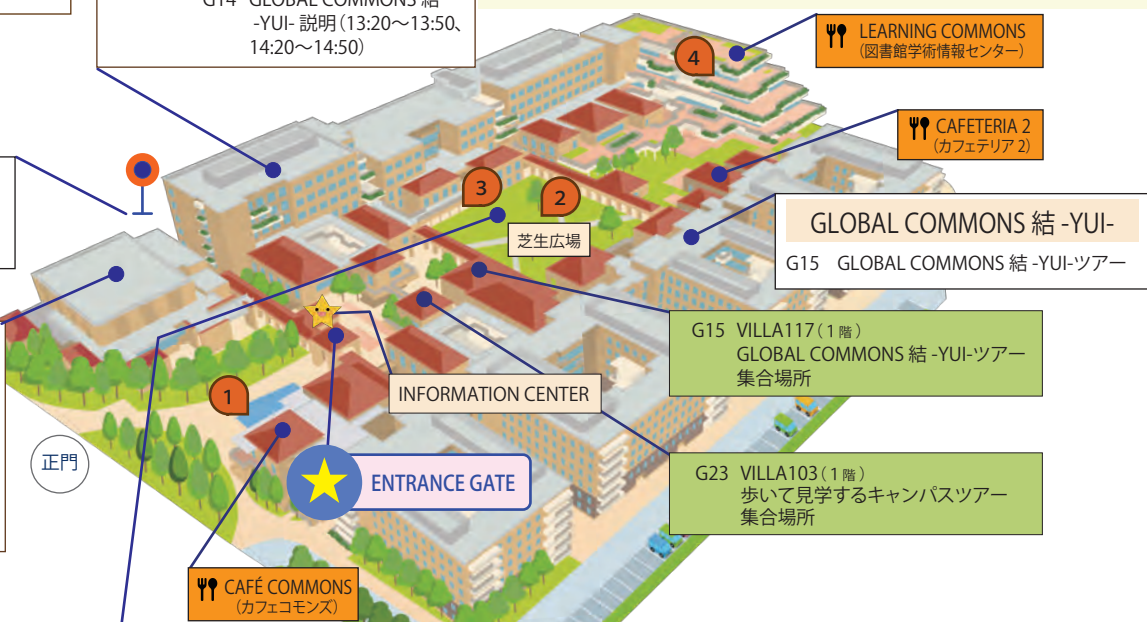 G14 GLOBAL COMMONS 結
-YUI- 説明(13:20〜13:50、
14:20〜14:50)
LEARNING COMMONS
(図書館学術情報センター)
4
CAFETERIA 2
(カフェテリア 2)
3
2
芝生広場
GLOBAL COMMONS 結 -YUI-
G15 GLOBAL COMMONS 結 -YUI-ツアー
G15 VILLA117(1階)
GLOBAL COMMONS 結 -YUI-ツアー
集合場所
INFORMATION CENTER
1
正門
ENTRANCE GATE
G23 VILLA103(1階)
歩いて見学するキャンパスツアー
集合場所
CAFÉ COMMONS
(カフェコモンズ)